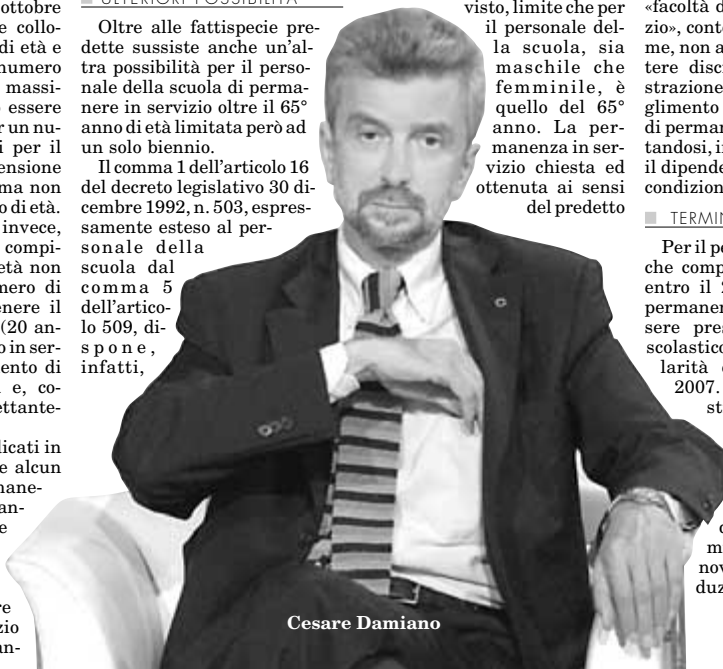 ottobre
e collo-
di età e
numero
massi-
essere
r un nu-
i per il
ensione
ma non
o di età.
invece,
compi-
età non
mero di
enere il
(20 an-
o in ser-
ento di
e, co-
ettante-
licati in
e alcun
nane-
an-
e
re
zio
an-
ULTERIORI POSSIBILITÀ
Oltre alle fattispecie pre-
dette sussiste anche un'al-
tra possibilità per il perso-
nale della scuola di perma-
nere in servizio oltre il 65°
anno di età limitata però ad
un solo biennio.
Il comma 1 dell'articolo 16
del decreto legislativo 30 di-
cembre 1992, n. 503, espres-
samente esteso al per-
sonale della
scuola dal
comma 5
dell'artico-
lo 509, di-
spone,
infatti,
visto, limite che per
il personale del-
la scuola, sia
maschile che
femminile, è
quello del 65°
anno. La per-
manenza in ser-
vizio chiesta ed
ottenuta ai sensi
del predetto
«facoltà d
zio», cont
me, non a
tere disc
strazione
glimento
di permar
tandosi, i
il dipende
condizion
TERMIN
Per il pe
che comp
entro il 2
permanen
sere pres
scolastico
larità
2007.
st
m
nov
duz
Cesare Damiano